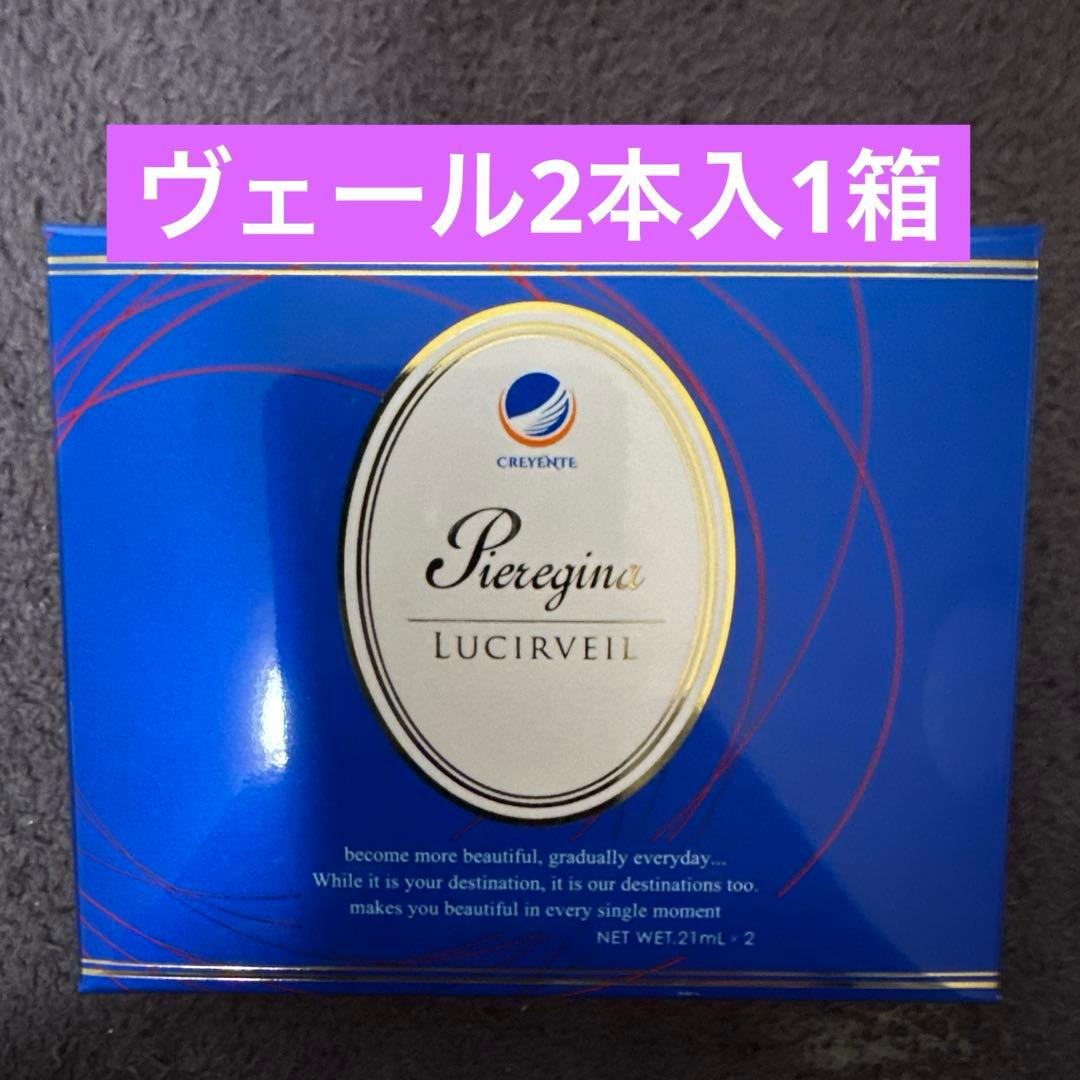 ヴェール2本入1箱
CREYENTE
Pieregina
LUCIRVEIL
become more beautiful, gradually everyday...
While it is your destination, it is our destinations too.
makes you beautiful in every single moment
NET WET.21mL × 2